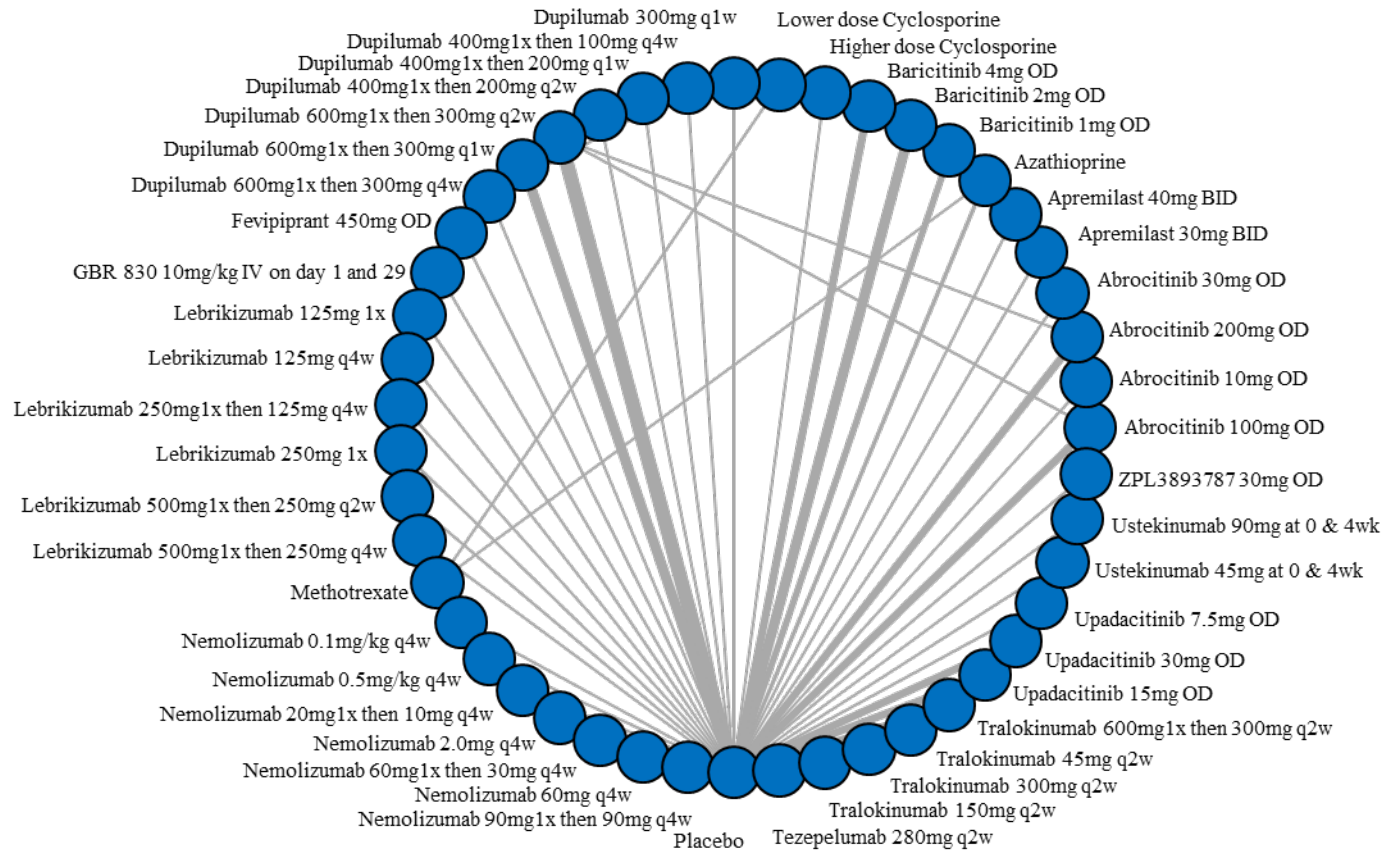 Dupilumab 300mg q1w
Lower dose Cyclosporine
Dupilumab 400mg1x then 100mg q4w
Higher dose Cyclosporine
Dupilumab 400mg1x then 200mg q1w
Baricitinib 4mg OD
Dupilumab 400mg1x then 200mg q2w
Baricitinib 2mg OD
Dupilumab 600mg1x then 300mg q2w
Baricitinib 1mg OD
Dupilumab 600mg1x then 300mg q1w
Azathioprine
Dupilumab 600mg1x then 300mg q4w
Apremilast 40mg BID
Fevipiprant 450mg OD
Apremilast 30mg BID
GBR 830 10mg/kg IV on day 1 and 29
Abrocitinib 30mg OD
Lebrikizumab 125mg 1x
Abrocitinib 200mg OD
Lebrikizumab 125mg q4w
Abrocitinib 10mg OD
Lebrikizumab 250mg1x then 125mg q4w
Abrocitinib 100mg OD
Lebrikizumab 250mg 1x
ZPL389378730mg OD
Lebrikizumab 500mg1x then 250mg q2w
Ustekinumab 90mg at 0 & 4wk
Lebrikizumab 500mg1x then 250mg q4w
Ustekinumab 45mg at 0 & 4wk
Methotrexate
Upadacitinib 7.5mg OD
Nemolizumab 0.1mg/kg q4w
Upadacitinib 30mg OD
Nemolizumab 0.5mg/kg q4w
Upadacitinib 15mg OD
Nemolizumab 20mg1x then 10mg q4w
Tralokinumab 600mg1x then 300mg q2w
Nemolizumab 2.0mg q4w
Tralokinumab 45mg q2w
Nemolizumab 60mg1x then 30mg q4w
Tralokinumab 300mg q2w
Nemolizumab 60mg q4w
Tralokinumab 150mg q2w
Nemolizumab 90mg1x then 90mg q4w
Tezepelumab 280mg q2w
Placebo